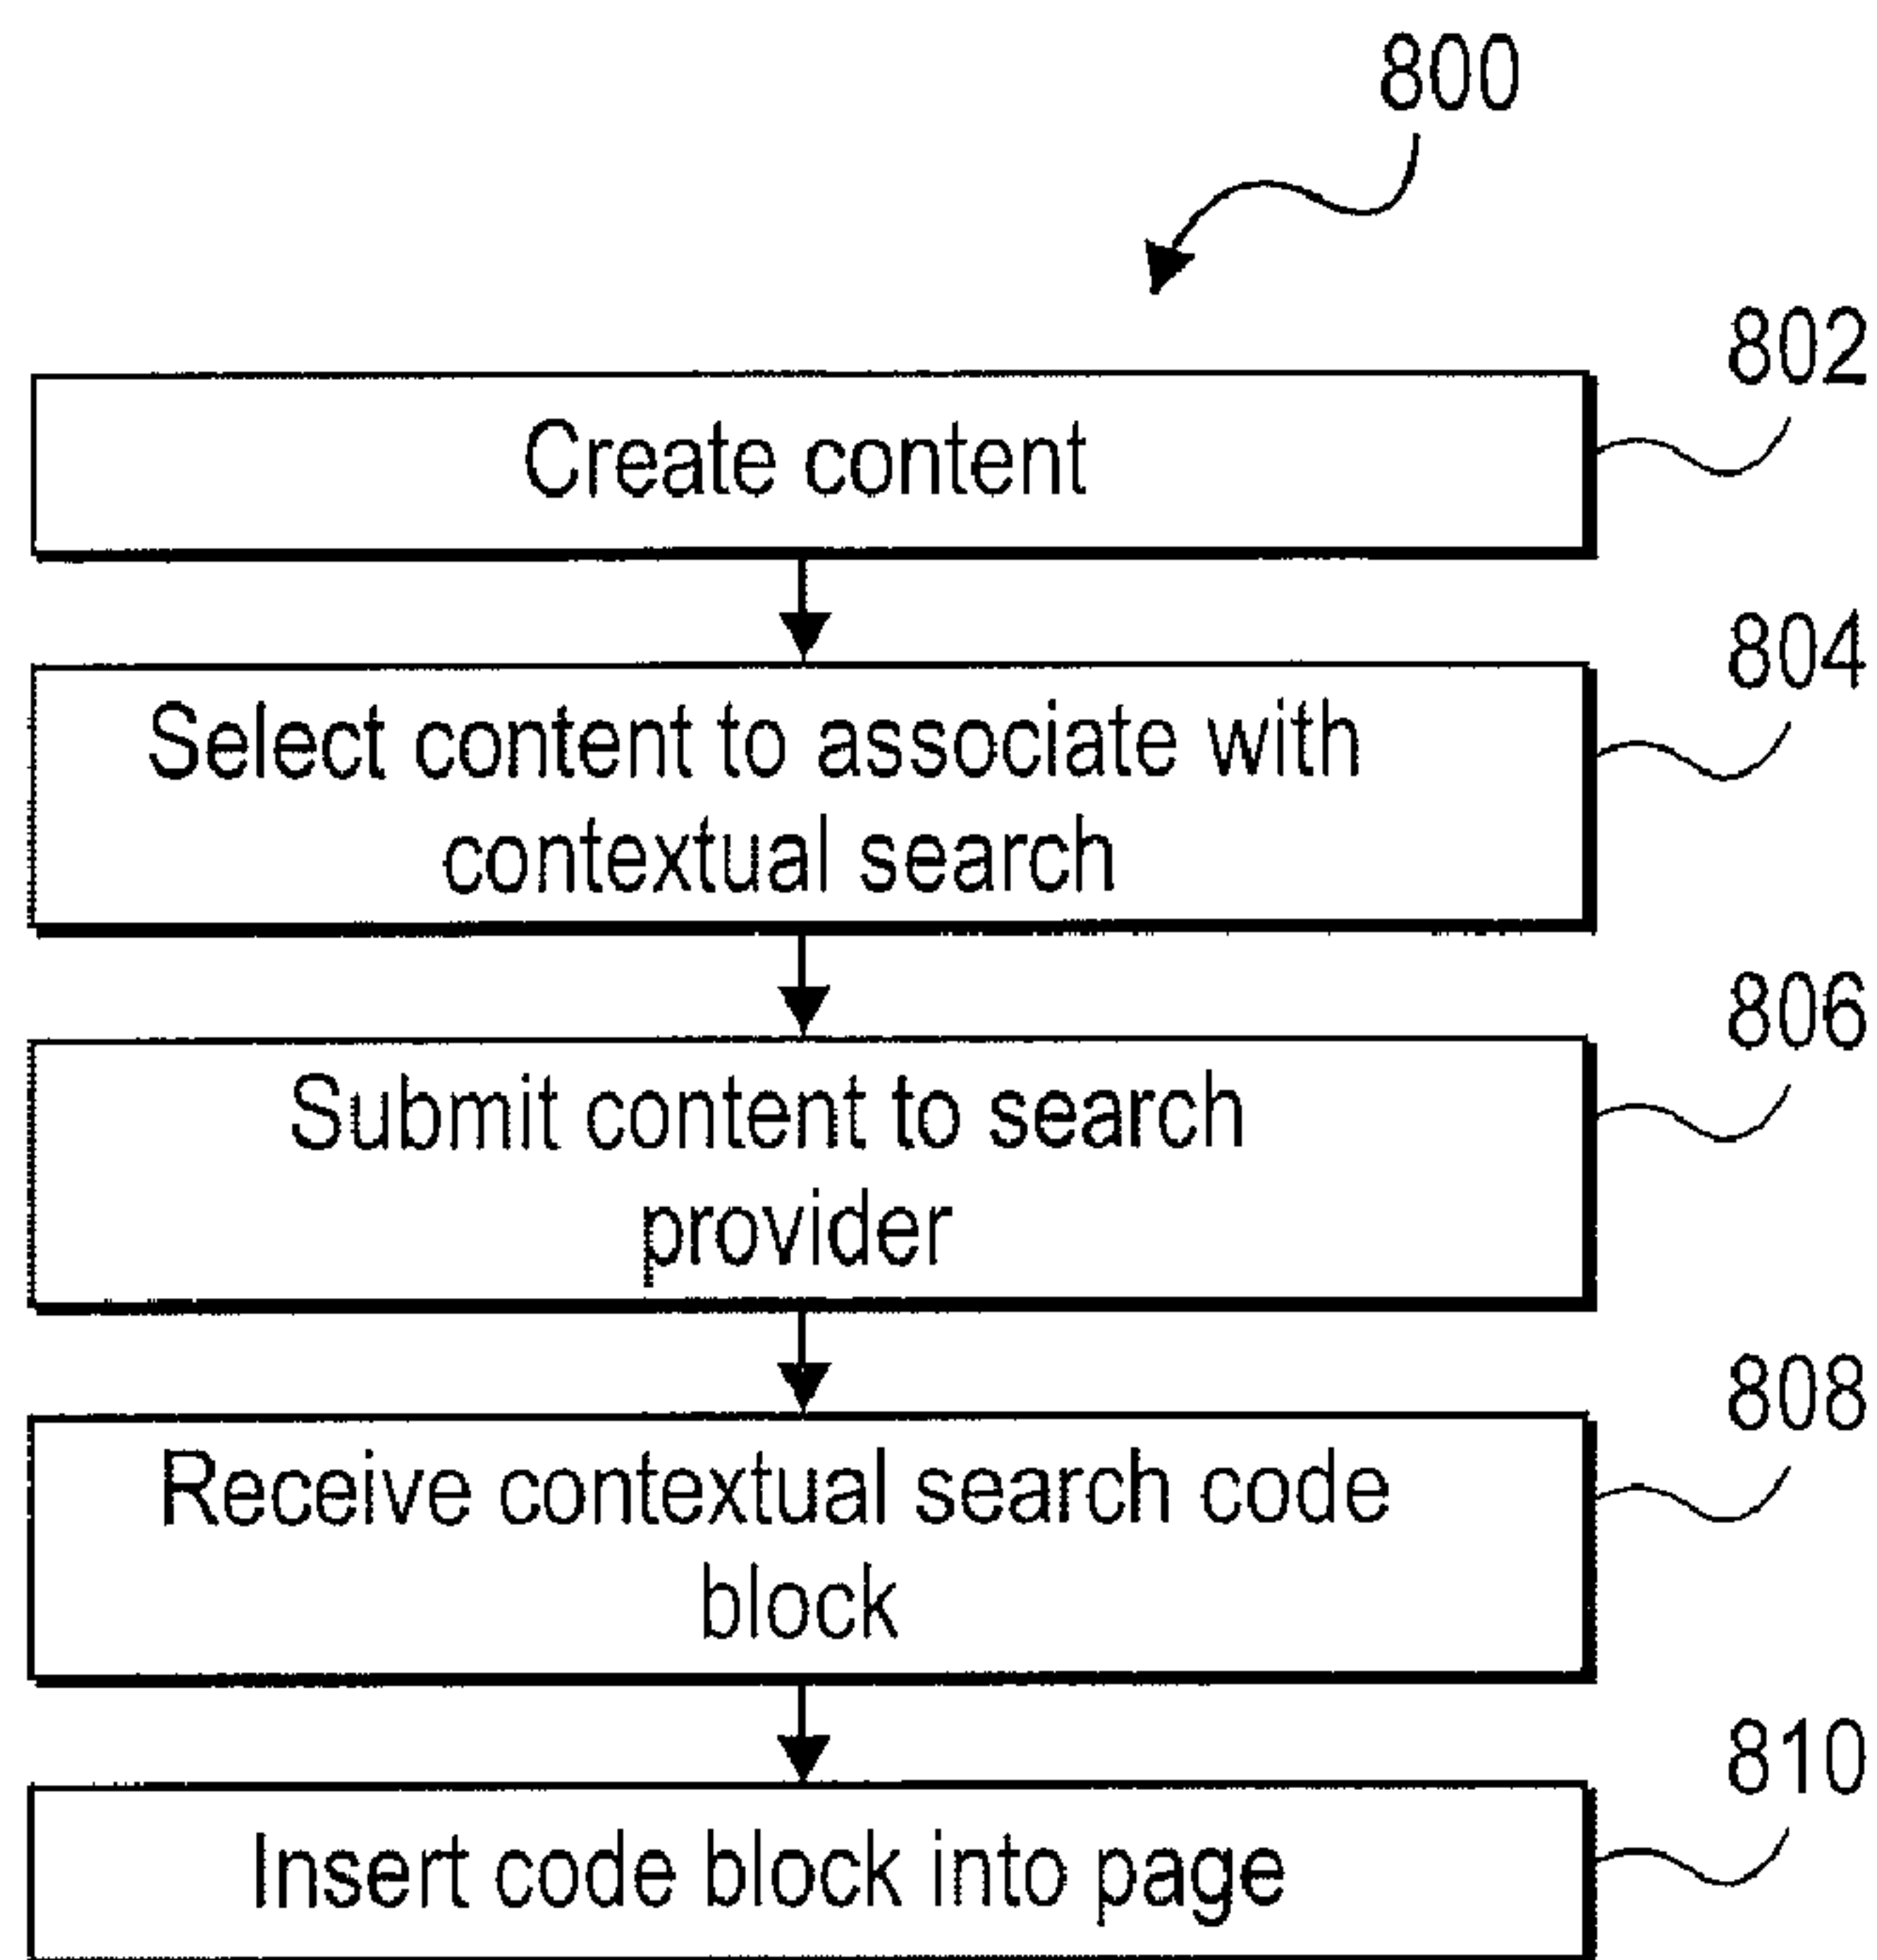 800
802
Create content
804
Select content to associate with
contextual search
806
Submit content to search
provider
808
Receive contextual search code
block
810
Insert code block into page